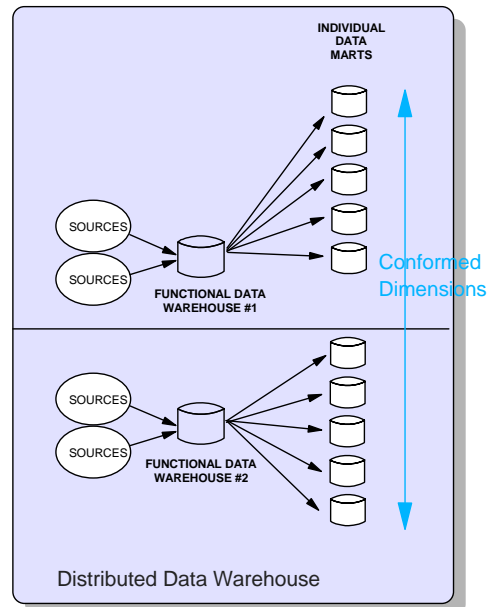 INDIVIDUAL
DATA
MARTS
SOURCES
SOURCES
FUNCTIONAL DATA
WAREHOUSE #1
Conformed
Dimensions
SOURCES
SOURCES
FUNCTIONAL DATA
WAREHOUSE #2
Distributed Data Warehouse